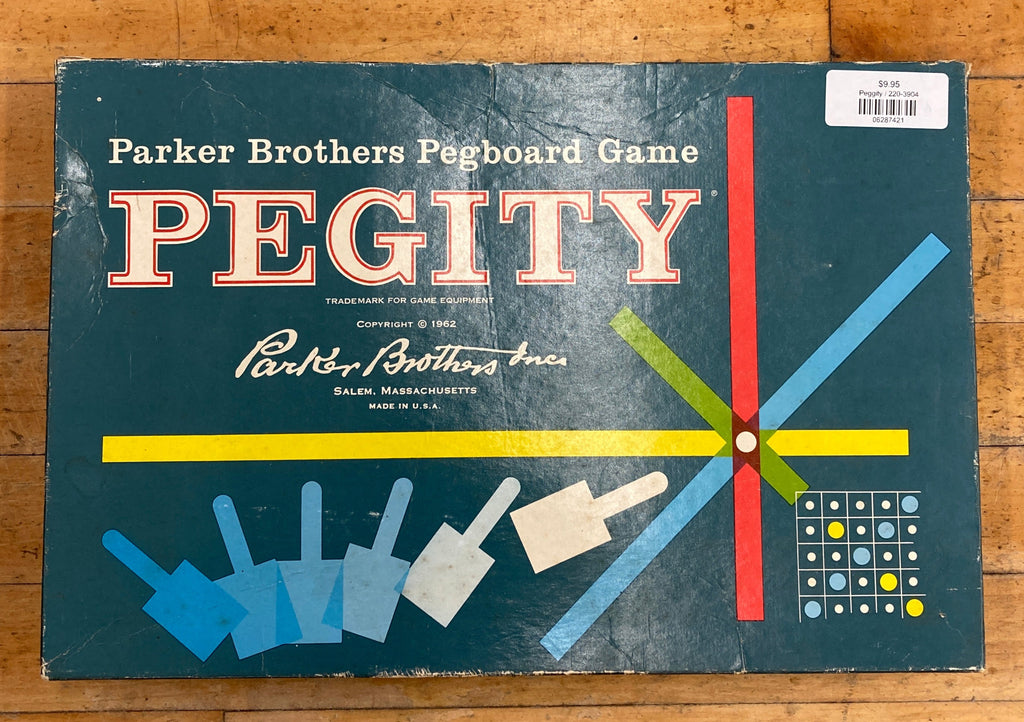 $9.95
Peggity / 220-3904
06287421
Parker Brothers Pegboard Game
PEGITY®
TRADEMARK FOR GAME EQUIPMENT
COPYRIGHT © 1962
Parker Brothers Inc.
SALEM, MASSACHUSETTS
MADE IN U.S.A.